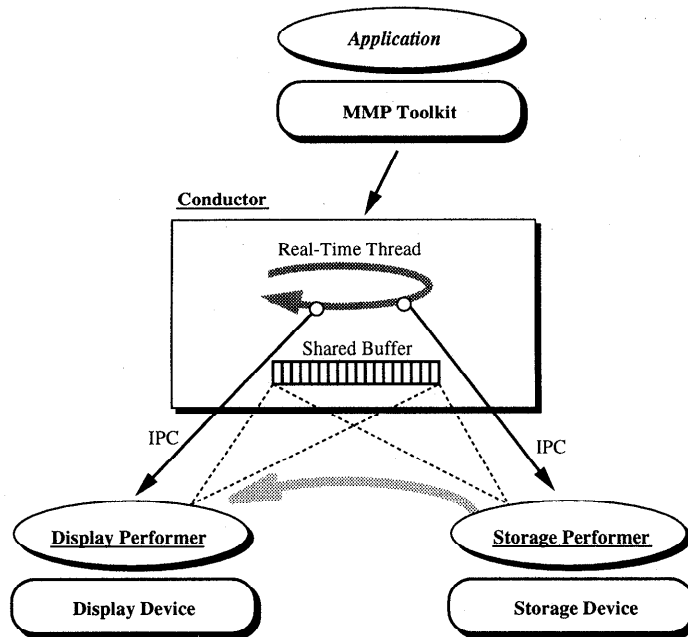 Application
MMP Toolkit
Conductor
Real-Time Thread
Shared Buffer
IPC
IPC
Display Performer
Storage Performer
Display Device
Storage Device